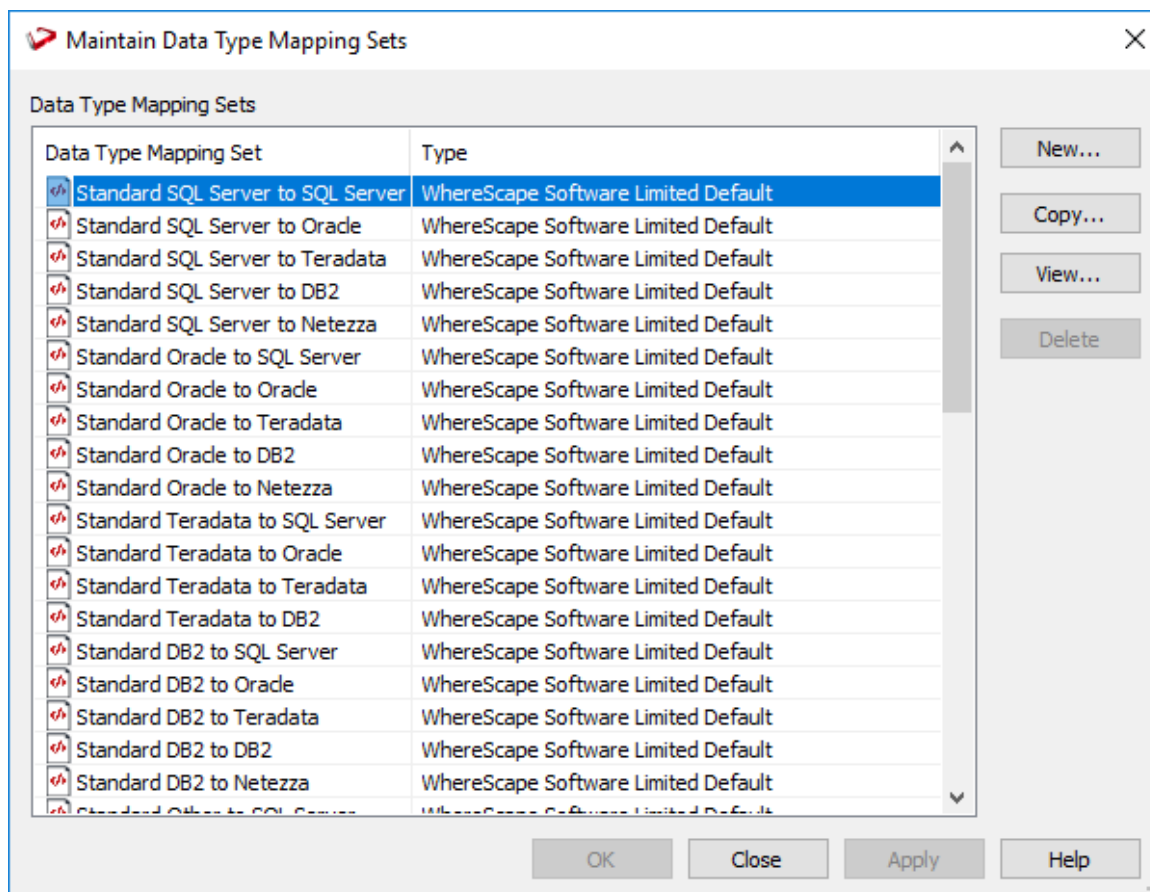 Maintain Data Type Mapping Sets
Data Type Mapping Sets
Data Type Mapping Set Type
Standard SQL Server to SQL Server WhereScape Software Limited Default
Standard SQL Server to Oracle WhereScape Software Limited Default
Standard SQL Server to Teradata WhereScape Software Limited Default
Standard SQL Server to DB2 WhereScape Software Limited Default
Standard SQL Server to Netezza WhereScape Software Limited Default
Standard Oracle to SQL Server WhereScape Software Limited Default
Standard Oracle to Oracle WhereScape Software Limited Default
Standard Oracle to Teradata WhereScape Software Limited Default
Standard Oracle to DB2 WhereScape Software Limited Default
Standard Oracle to Netezza WhereScape Software Limited Default
Standard Teradata to SQL Server WhereScape Software Limited Default
Standard Teradata to Oracle WhereScape Software Limited Default
Standard Teradata to Teradata WhereScape Software Limited Default
Standard Teradata to DB2 WhereScape Software Limited Default
Standard DB2 to SQL Server WhereScape Software Limited Default
Standard DB2 to Oracle WhereScape Software Limited Default
Standard DB2 to Teradata WhereScape Software Limited Default
Standard DB2 to DB2 WhereScape Software Limited Default
Standard DB2 to Netezza WhereScape Software Limited Default
Standard Other to SQL Server WhereScape Software Limited Default
New...
Copy...
View...
Delete
OK Close Apply Help